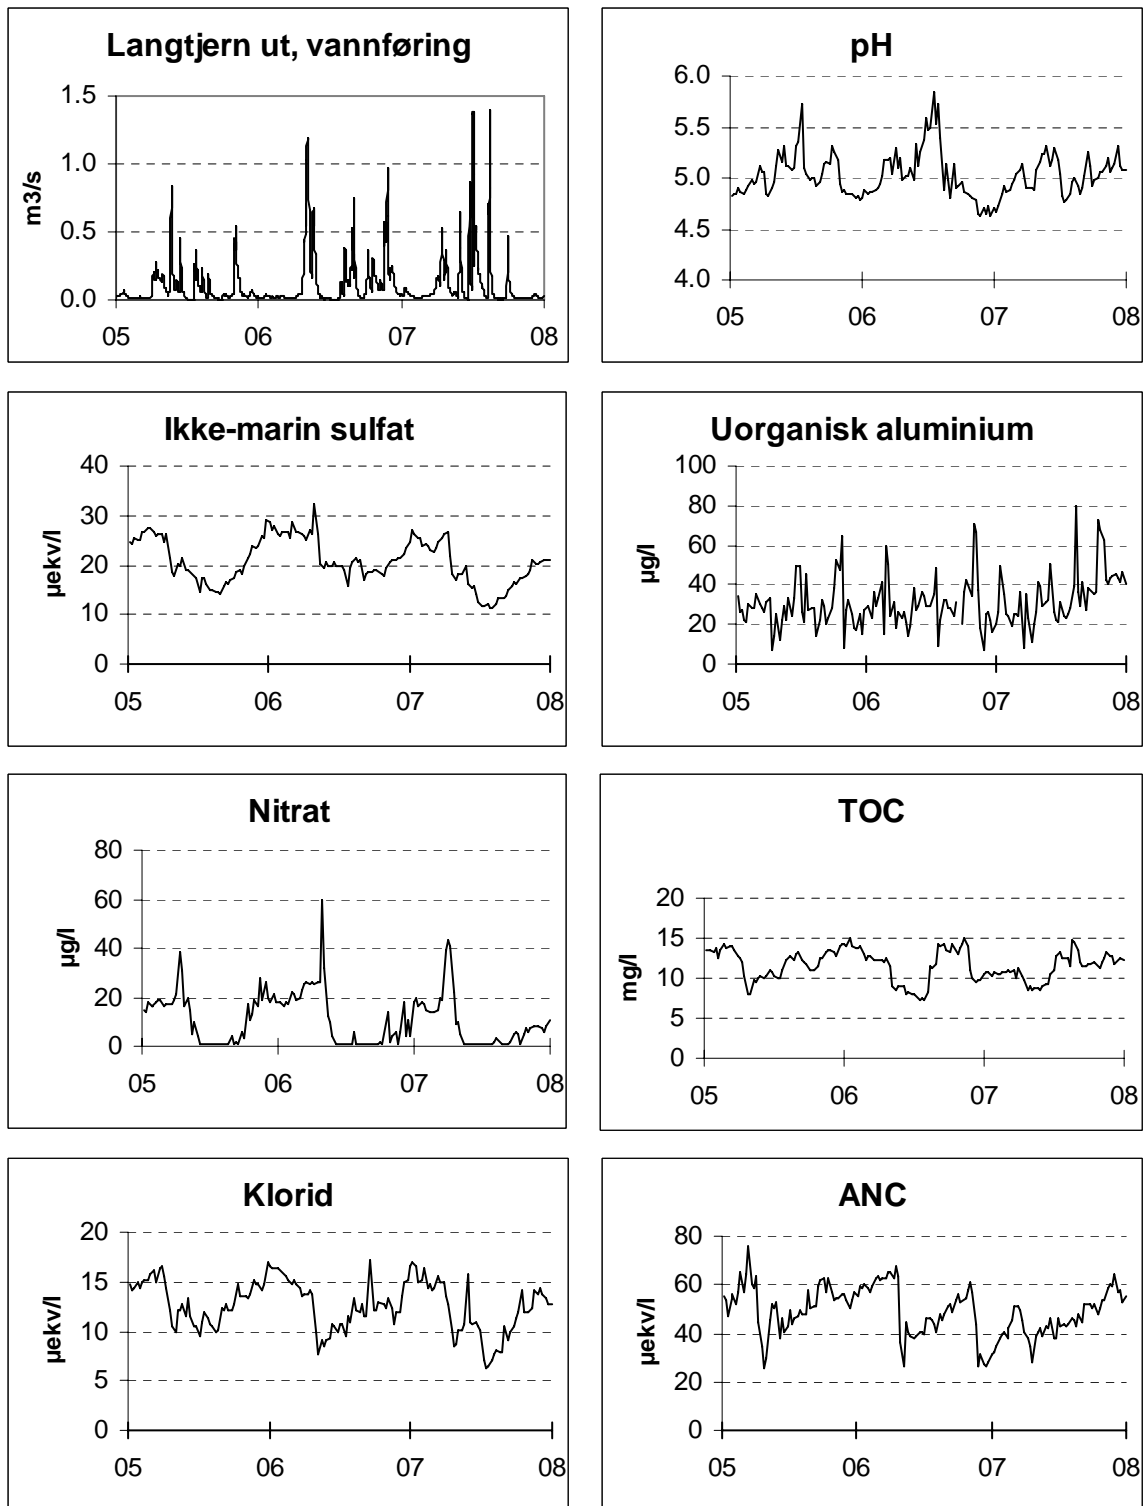 Langtjern ut, vannføring
m3/s
1.5
1.0
0.5
0.0
05 06 07 08
pH
6.0
5.5
5.0
4.5
4.0
05 06 07 08
Ikke-marin sulfat
µekv/l
40
30
20
10
0
05 06 07 08
Uorganisk aluminium
µg/l
100
80
60
40
20
0
05 06 07 08
Nitrat
µg/l
80
60
40
20
0
05 06 07 08
TOC
mg/l
20
15
10
5
0
05 06 07 08
Klorid
µekv/l
20
15
10
5
0
05 06 07 08
ANC
µekv/l
80
60
40
20
0
05 06 07 08